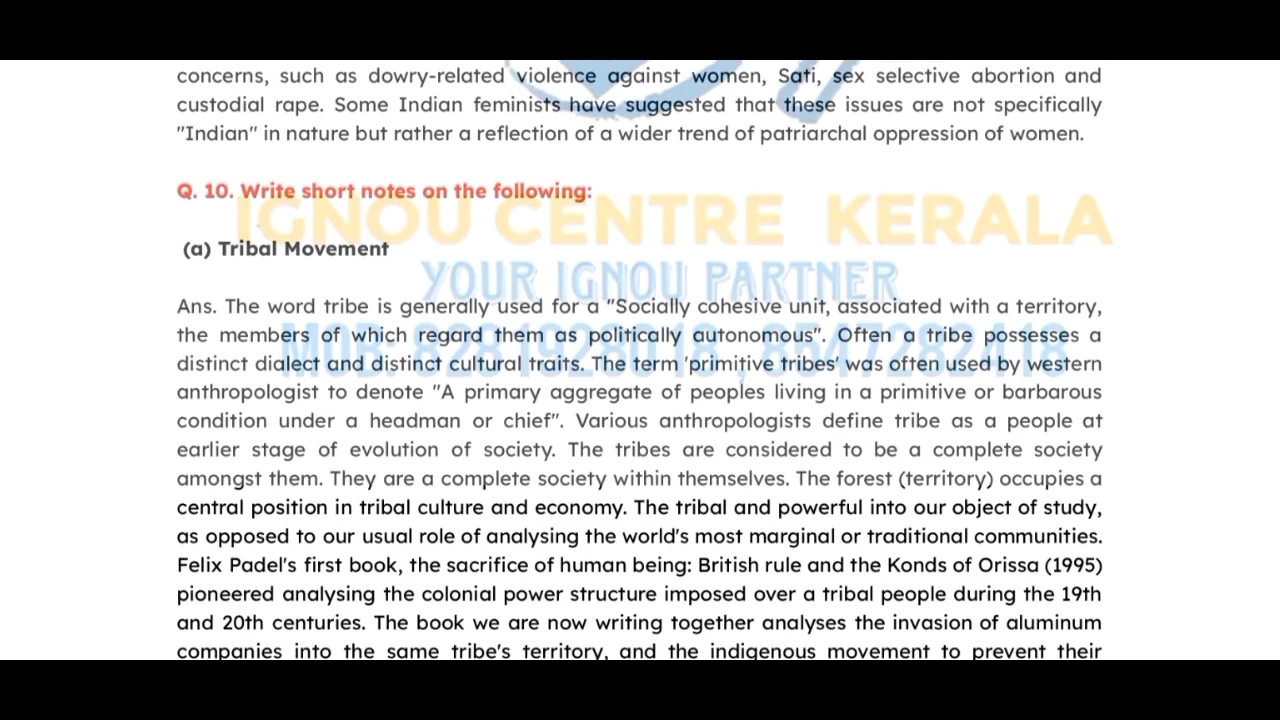 concerns, such as dowry-related violence against women, Sati, sex selective abortion and
custodial rape. Some Indian feminists have suggested that these issues are not specifically
"Indian" in nature but rather a reflection of a wider trend of patriarchal oppression of women.
Q. 10. Write short notes on the following:
IGNOU CENTRE KERALA
(a) Tribal Movement
YOUR IGNOU PARTNER
Ans. The word tribe is generally used for a "Socially cohesive unit, associated with a territory,
the members of which regard them as politically autonomous". Often a tribe possesses a
MOB:
distinct dialect and distinct cultural traits. The term 'primitive tribes' was often used by western
anthropologist to denote "A primary aggregate of peoples living in a primitive or barbarous
condition under a headman or chief". Various anthropologists define tribe as a people at
earlier stage of evolution of society. The tribes are considered to be a complete society
amongst them. They are a complete society within themselves. The forest (territory) occupies a
central position in tribal culture and economy. The tribal and powerful into our object of study,
as opposed to our usual role of analysing the world's most marginal or traditional communities.
Felix Padel's first book, the sacrifice of human being: British rule and the Konds of Orissa (1995)
pioneered analysing the colonial power structure imposed over a tribal people during the 19th
and 20th centuries. The book we are now writing together analyses the invasion of aluminum
companies into the same tribe's territory, and the indigenous movement to prevent their